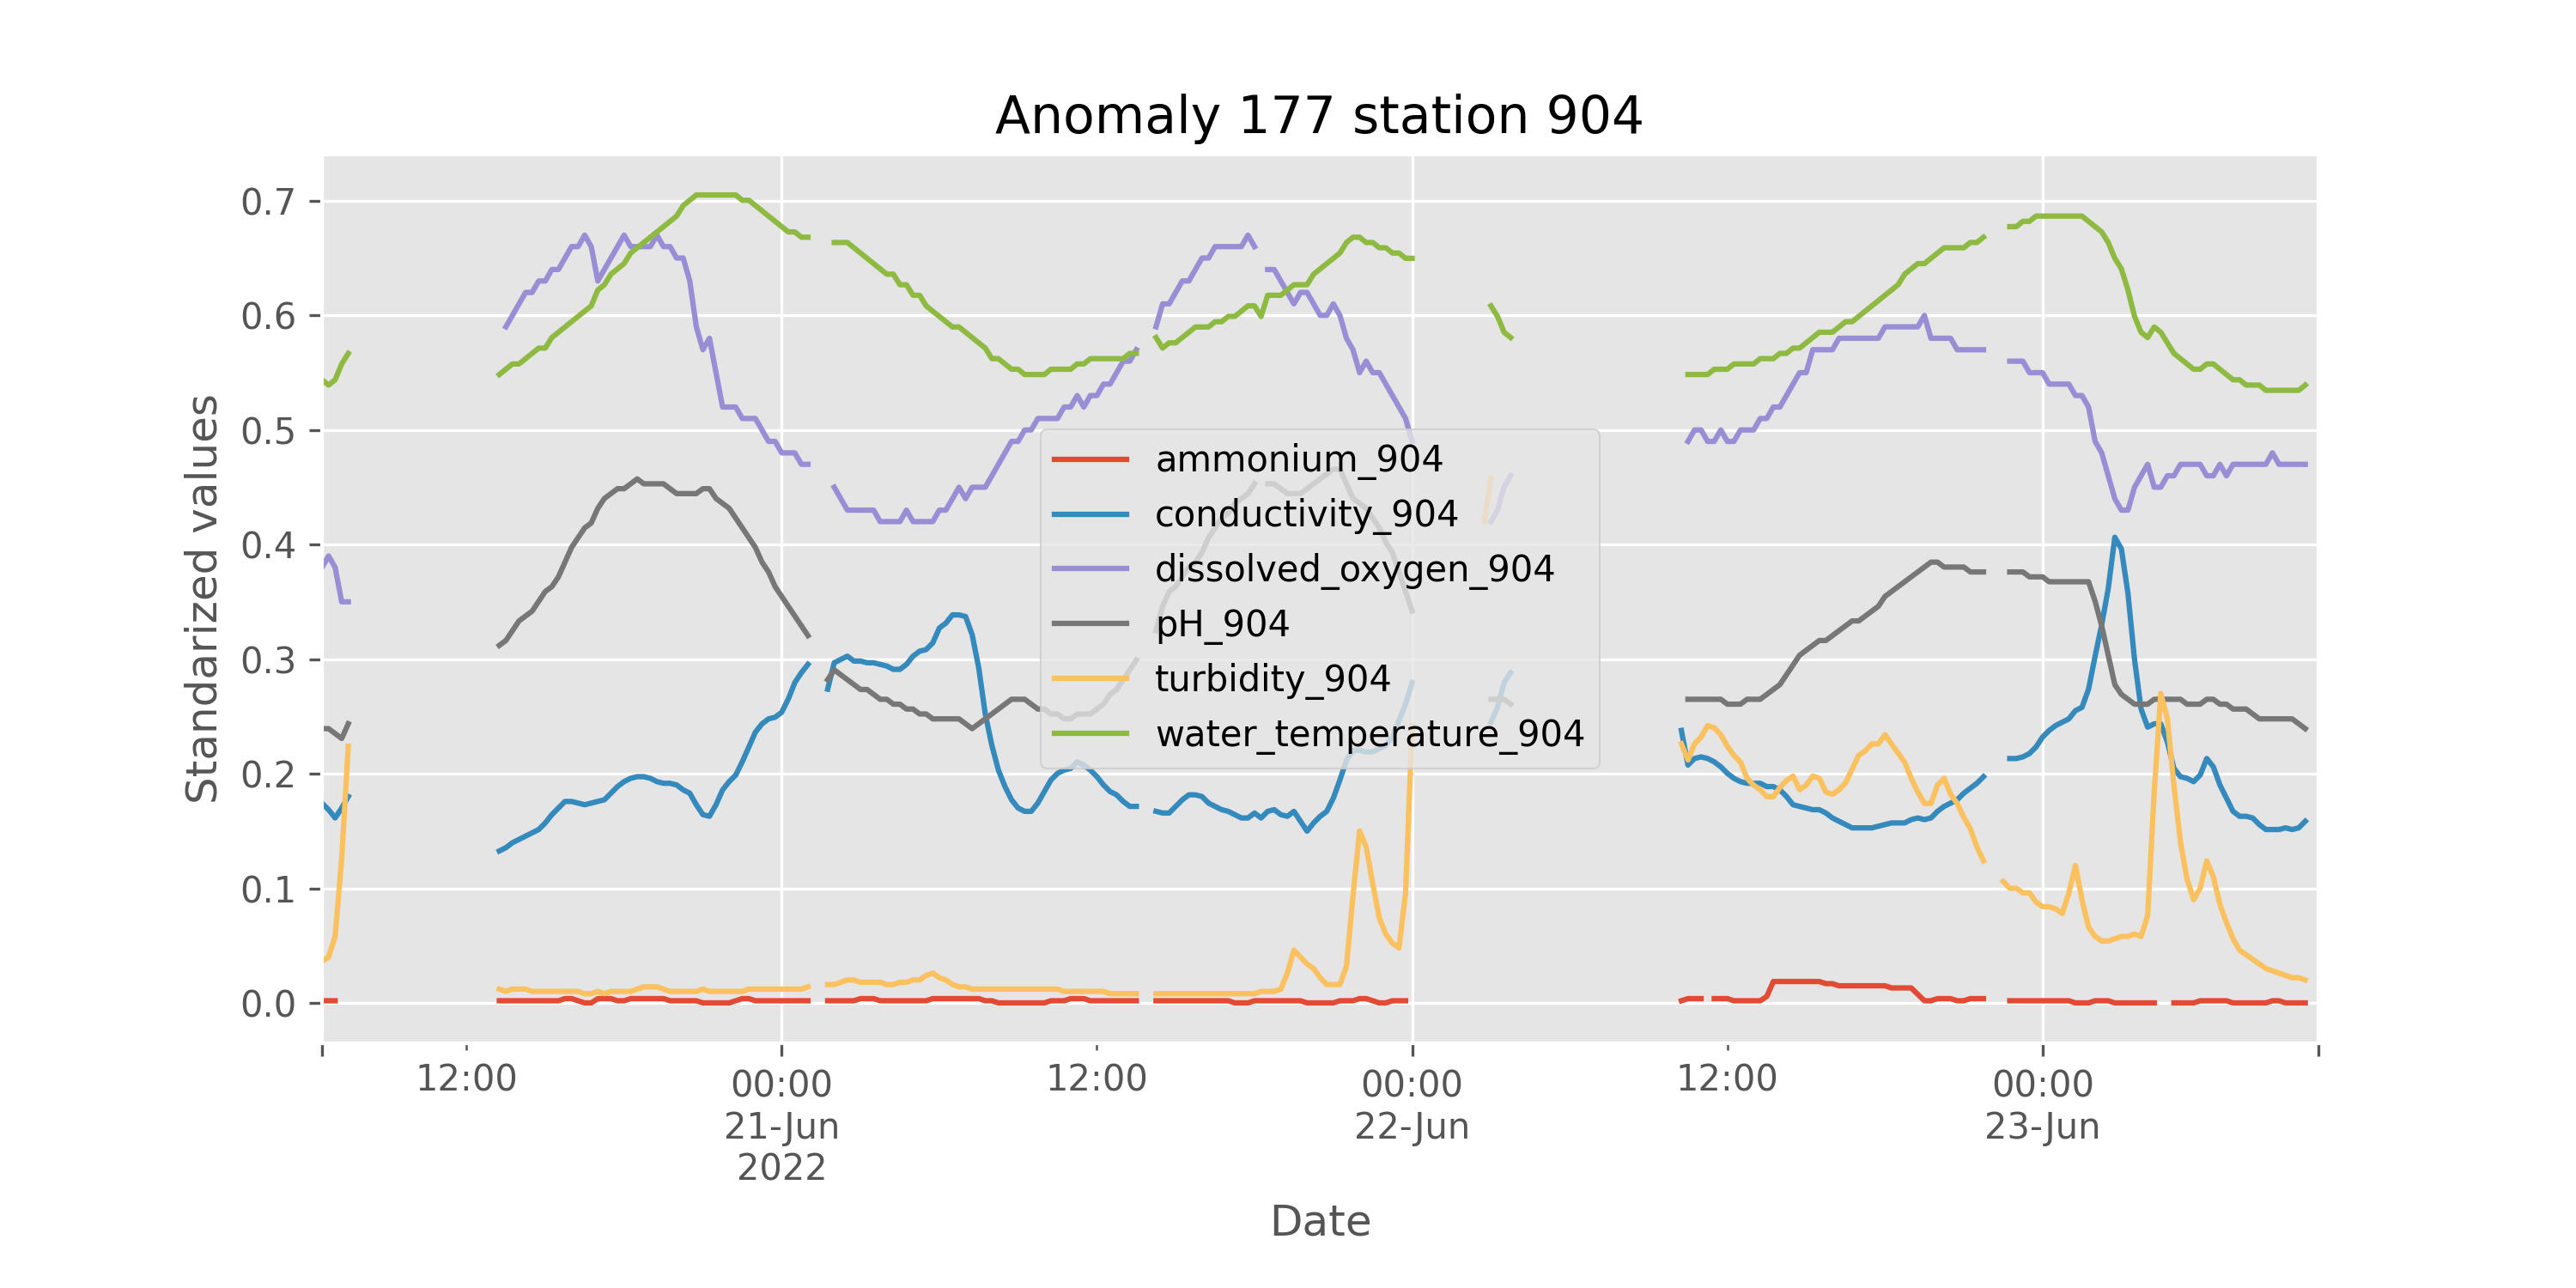 Anomaly 177 station 904
Standardized values
0.7
0.6
0.5
0.4
0.3
0.2
0.1
0.0
ammonium_904
conductivity_904
dissolved_oxygen_904
pH_904
turbidity_904
water_temperature_904
12:00
00:00
21-Jun
2022
12:00
00:00
22-Jun
12:00
00:00
23-Jun
Date